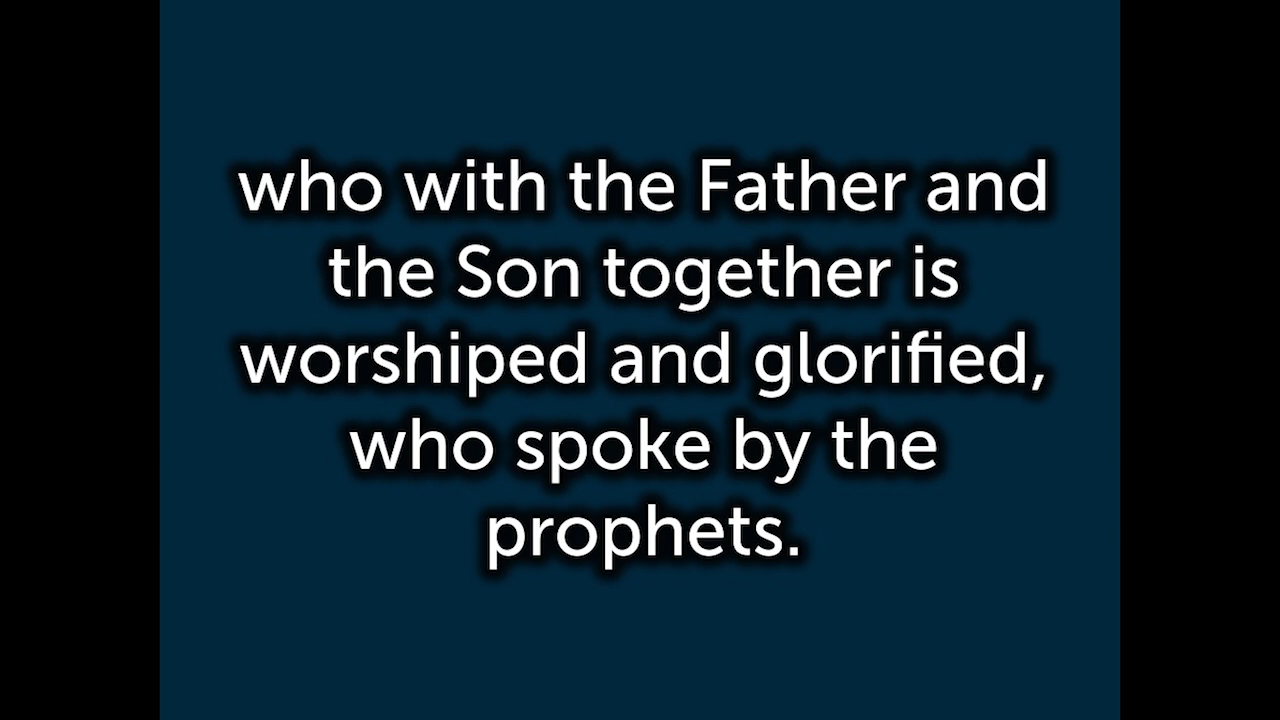 who with the Father and
the Son together is
worshiped and glorified,
who spoke by the
prophets.